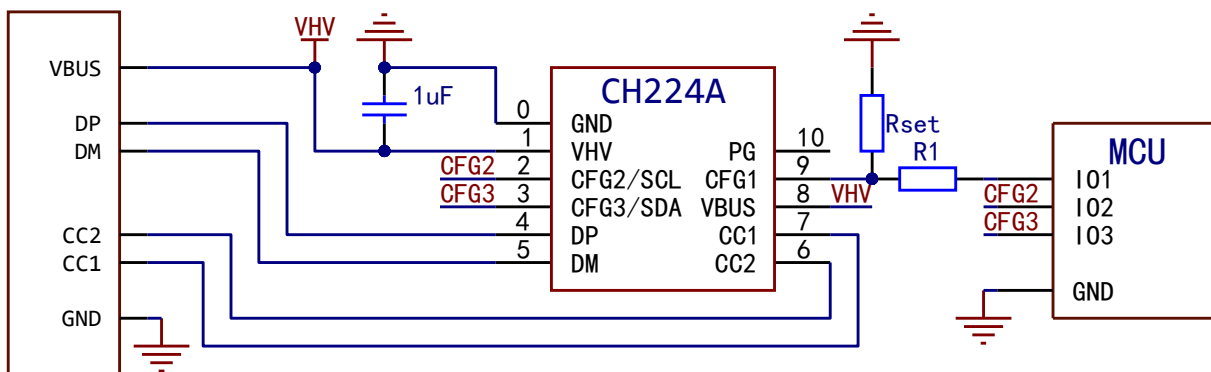 VBUS
DP
DM
CC2
CC1
GND
VHV
1uF
CH224A
0
1
2
3
4
5
CFG2
CFG3
GND
VHV
CFG2/SCL
CFG3/SDA
DP
DM
PG
CFG1
VBUS
CC1
CC2
10
9
8
7
6
VHV
Rset
R1
MCU
CFG2
CFG3
IO1
IO2
IO3
GND